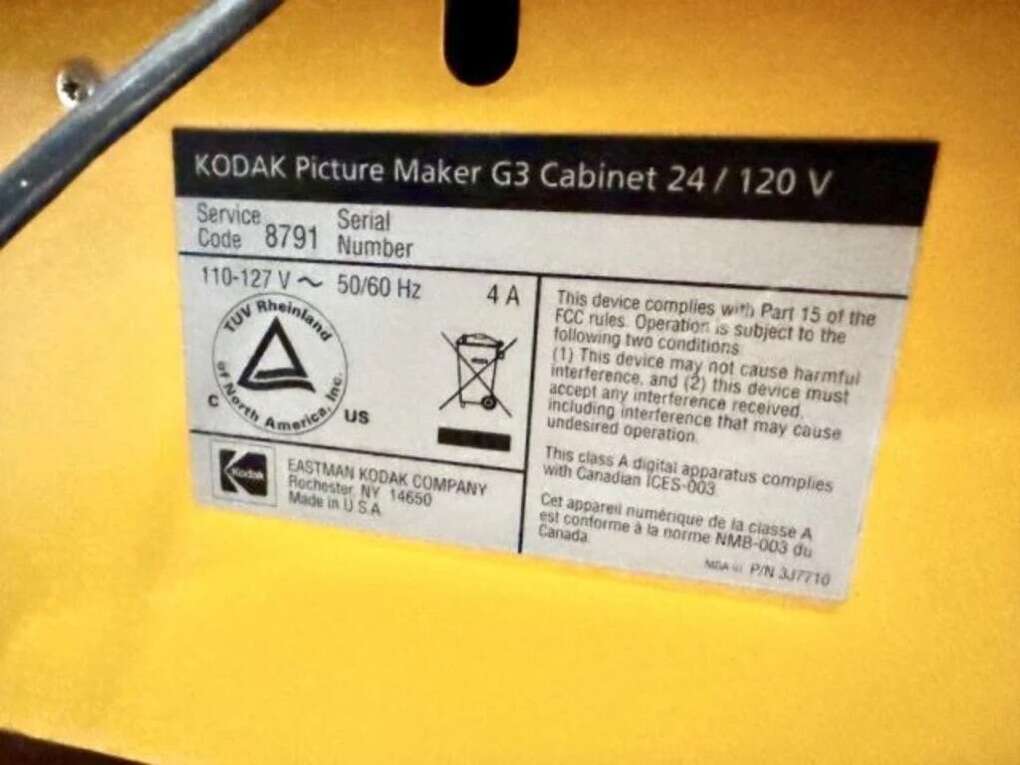 KODAK Picture Maker G3 Cabinet 24 / 120 V
Service
Code 8791
Serial
Number
110-127 V ~ 50/60 Hz 4 A
TÜV Rheinland
of North America, Inc.
C US
Kodak
EASTMAN KODAK COMPANY
Rochester, NY 14650
Made in U.S.A
This device complies with Part 15 of the
FCC rules. Operation is subject to the
following two conditions
(1) This device may not cause harmful
interference, and (2) this device must
accept any interference received,
including interference that may cause
undesired operation.
This class A digital apparatus complies
with Canadian ICES-003
Cet appareil numérique de la classe A
est conforme à la norme NMB-003 du
Canada.
P/N 3J7710